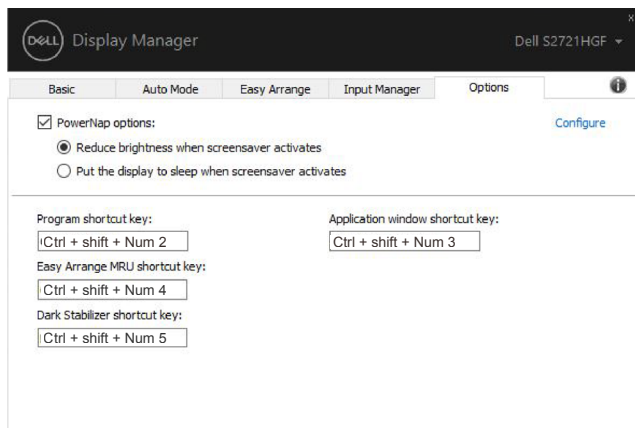 DELL Display Manager
Dell S2721HGF
Basic Auto Mode Easy Arrange Input Manager Options
PowerNap options:
Configure
Reduce brightness when screensaver activates
Put the display to sleep when screensaver activates
Program shortcut key:
Application window shortcut key:
Ctrl + shift + Num 2
Ctrl + shift + Num 3
Easy Arrange MRU shortcut key:
Ctrl + shift + Num 4
Dark Stabilizer shortcut key:
Ctrl + shift + Num 5